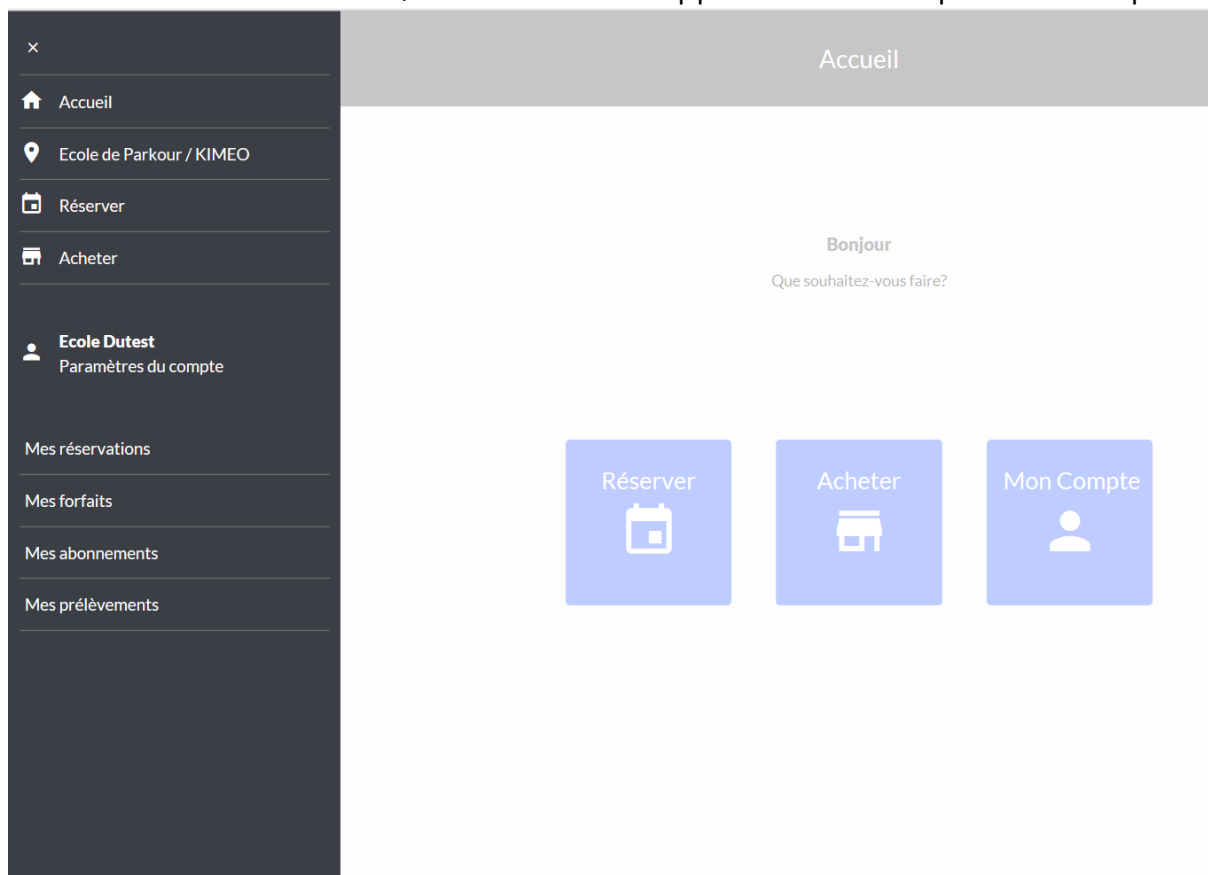 ×
Accueil
Ecole de Parkour / KIMEO
Réserver
Acheter
Ecole Dutest
Paramètres du compte
Mes réservations
Mes forfaits
Mes abonnements
Mes prélèvements
Accueil
Bonjour
Que souhaitez-vous faire?
Réserver
Acheter
Mon Compte